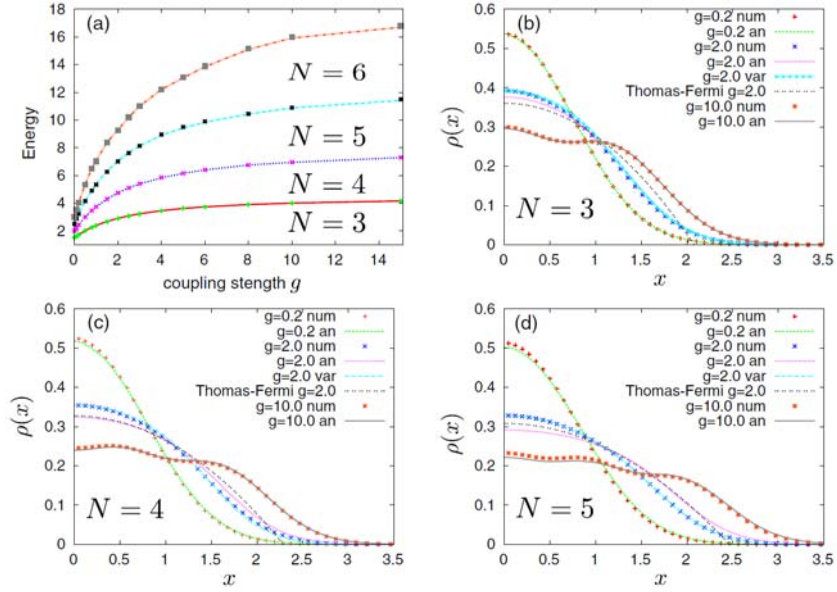 (a)
18
16
14
12
10
8
6
4
2
Energy
N = 6
N = 5
N = 4
N = 3
0 2 4 6 8 10 12 14
coupling stength g
(b)
g=0.2 num
g=0.2 an
g=2.0 num
g=2.0 an
g=2.0 var
Thomas-Fermi g=2.0
g=10.0 num
g=10.0 an
0.6
0.5
0.4
0.3
0.2
0.1
0
ρ(x)
N = 3
0 0.5 1 1.5 2 2.5 3 3.5
x
(c)
g=0.2 num
g=0.2 an
g=2.0 num
g=2.0 an
g=2.0 var
Thomas-Fermi g=2.0
g=10.0 num
g=10.0 an
0.6
0.5
0.4
0.3
0.2
0.1
0
ρ(x)
N = 4
0 0.5 1 1.5 2 2.5 3 3.5
x
(d)
g=0.2 num
g=0.2 an
g=2.0 num
g=2.0 an
g=2.0 var
Thomas-Fermi g=2.0
g=10.0 num
g=10.0 an
0.6
0.5
0.4
0.3
0.2
0.1
0
ρ(x)
N = 5
0 0.5 1 1.5 2 2.5 3 3.5
x